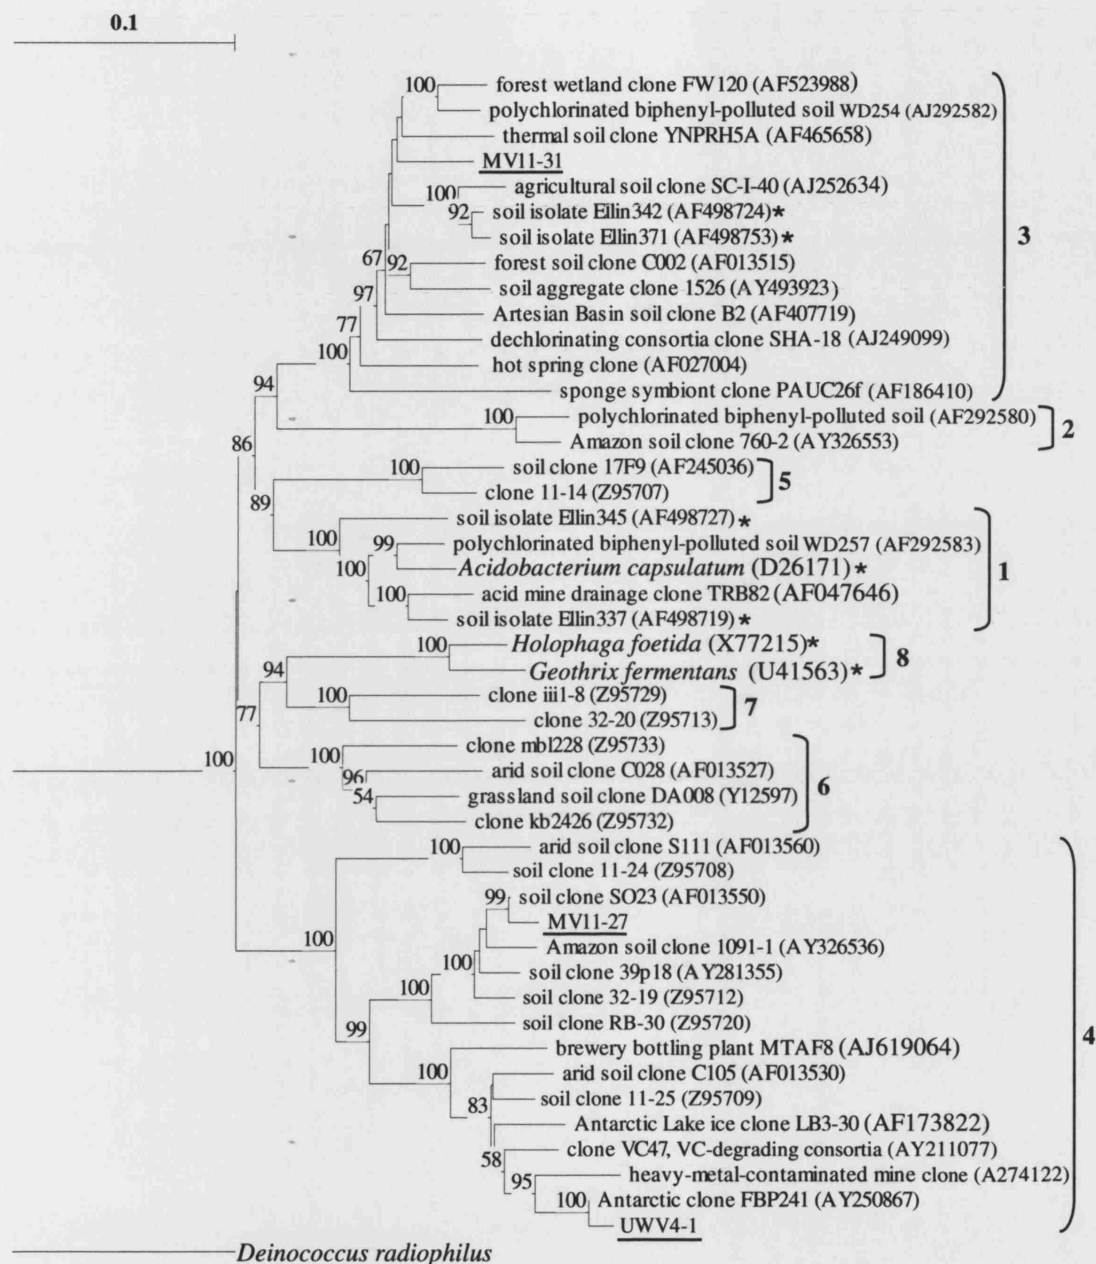 0.1
100
forest wetland clone FW120 (AF523988)
polychlorinated biphenyl-polluted soil WD254 (AJ292582)
thermal soil clone YNPRH5A (AF465658)
MV11-31
100
agricultural soil clone SC-I-40 (AJ252634)
92
soil isolate Ellin342 (AF498724)*
soil isolate Ellin371 (AF498753)*
3
67
92
forest soil clone C002 (AF013515)
soil aggregate clone 1526 (AY493923)
97
Artesian Basin soil clone B2 (AF407719)
77
dechlorinating consortia clone SHA-18 (AJ249099)
100
hot spring clone (AF027004)
94
sponge symbiont clone PAUC26f (AF186410)
100
polychlorinated biphenyl-polluted soil (AF292580)
2
86
Amazon soil clone 760-2 (AY326553)
100
soil clone 17F9 (AF245036)
5
89
clone 11-14 (Z95707)
soil isolate Ellin345 (AF498727)*
100
99
polychlorinated biphenyl-polluted soil WD257 (AF292583)
100
Acidobacterium capsulatum (D26171)*
1
acid mine drainage clone TRB82 (AF047646)
100
soil isolate Ellin337 (AF498719)*
100
Holophaga foetida (X77215)*
8
94
Geothrix fermentans (U41563)*
100
clone iii1-8 (Z95729)
7
77
clone 32-20 (Z95713)
100
clone mbl228 (Z95733)
100
96
arid soil clone C028 (AF013527)
6
54
grassland soil clone DA008 (Y12597)
clone kb2426 (Z95732)
100
arid soil clone S111 (AF013560)
soil clone 11-24 (Z95708)
99
soil clone SO23 (AF013550)
MV11-27
100
Amazon soil clone 1091-1 (AY326536)
100
soil clone 39p18 (AY281355)
100
soil clone 32-19 (Z95712)
99
soil clone RB-30 (Z95720)
4
100
brewery bottling plant MTAF8 (AJ619064)
arid soil clone C105 (AF013530)
83
soil clone 11-25 (Z95709)
Antarctic Lake ice clone LB3-30 (AF173822)
58
clone VC47, VC-degrading consortia (AY211077)
95
heavy-metal-contaminated mine clone (A274122)
100
Antarctic clone FBP241 (AY250867)
UWV4-1
Deinococcus radiophilus